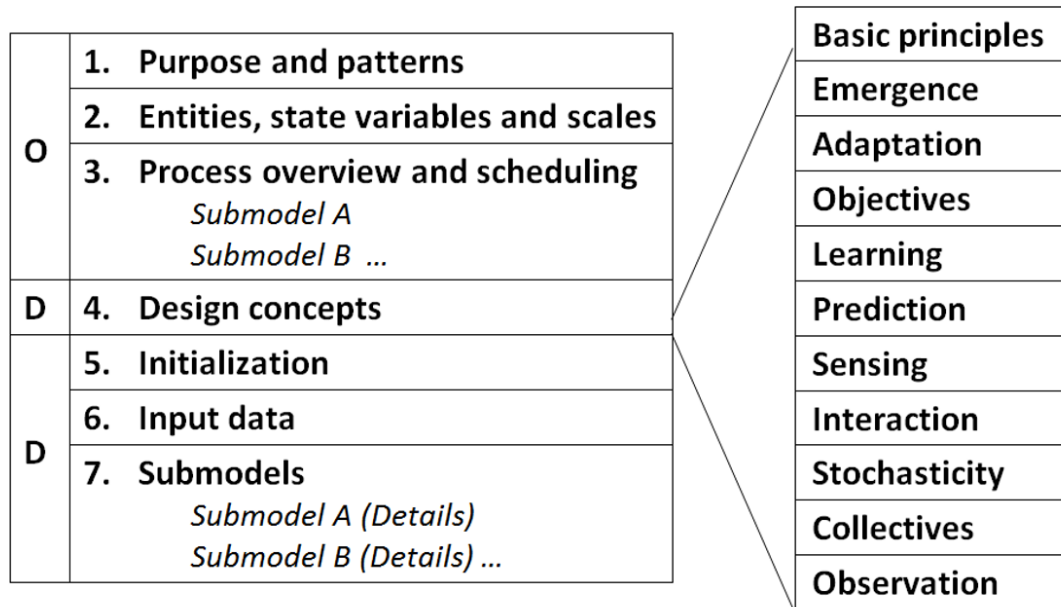 O
1. Purpose and patterns
2. Entities, state variables and scales
3. Process overview and scheduling
Submodel A
Submodel B ...
D
4. Design concepts
D
5. Initialization
6. Input data
7. Submodels
Submodel A (Details)
Submodel B (Details) ...
Basic principles
Emergence
Adaptation
Objectives
Learning
Prediction
Sensing
Interaction
Stochasticity
Collectives
Observation